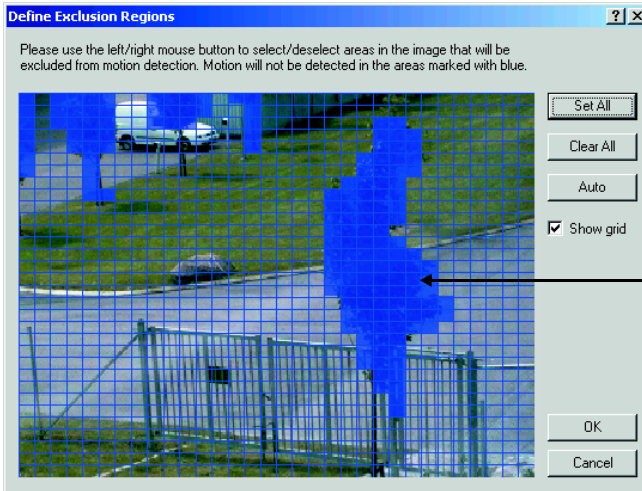 Define Exclusion Regions
Please use the left/right mouse button to select/deselect areas in the image that will be
excluded from motion detection. Motion will not be detected in the areas marked with blue.
Set All
Clear All
Auto
Show grid
OK
Cancel